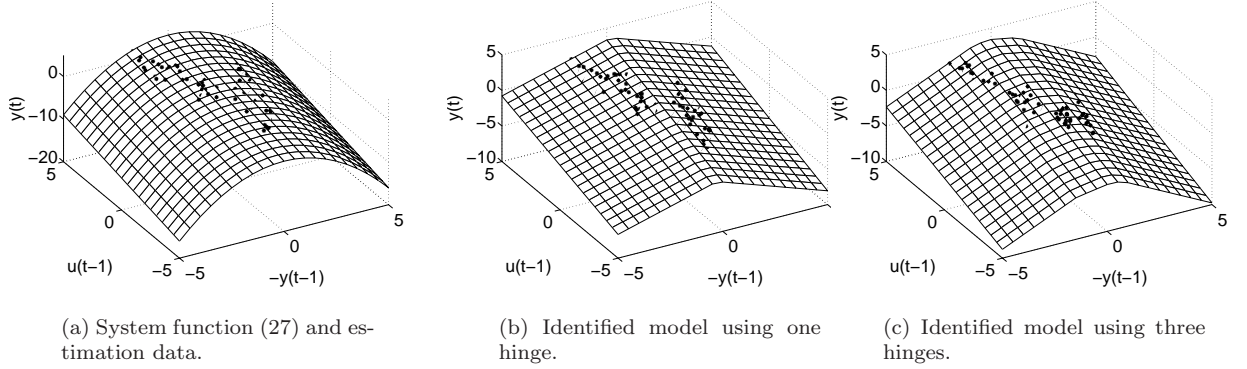 0
−10
−20
y(t)
5
0
−5
u(t−1)
−5
0
5
−y(t−1)
5
0
−5
−10
y(t)
5
0
−5
u(t−1)
−5
0
−y(t−1)
5
0
−5
−10
y(t)
5
0
−5
u(t−1)
−5
0
5
−y(t−1)
(a) System function (27) and es-
timation data.
(b) Identified model using one
hinge.
(c) Identified model using three
hinges.